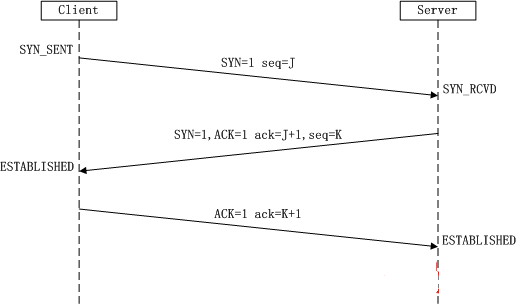 Client
Server
SYN_SENT
SYN=1 seq=J
SYN_RCVD
SYN=1,ACK=1 ack=J+1,seq=K
ESTABLISHED
ACK=1 ack=K+1
ESTABLISHED